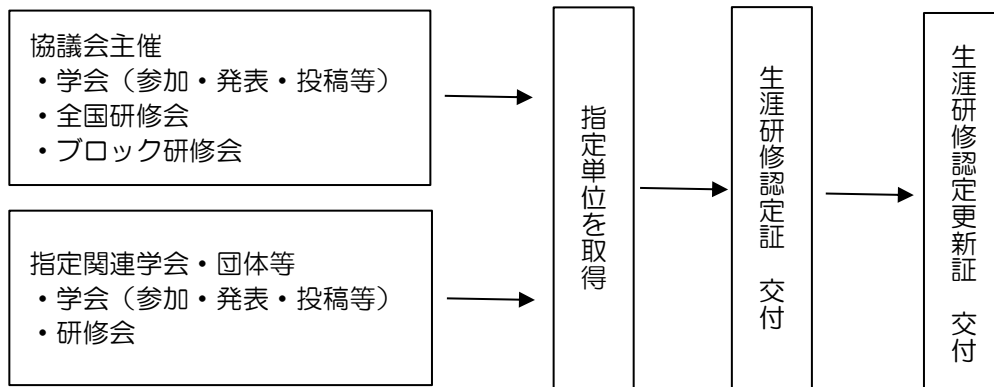 協議会主催
・学会（参加・発表・投稿等）
・全国研修会
・ブロック研修会
指定関連学会・団体等
・学会（参加・発表・投稿等）
・研修会
指定単位を取得
生涯研修認定証　交付
生涯研修認定更新証　交付